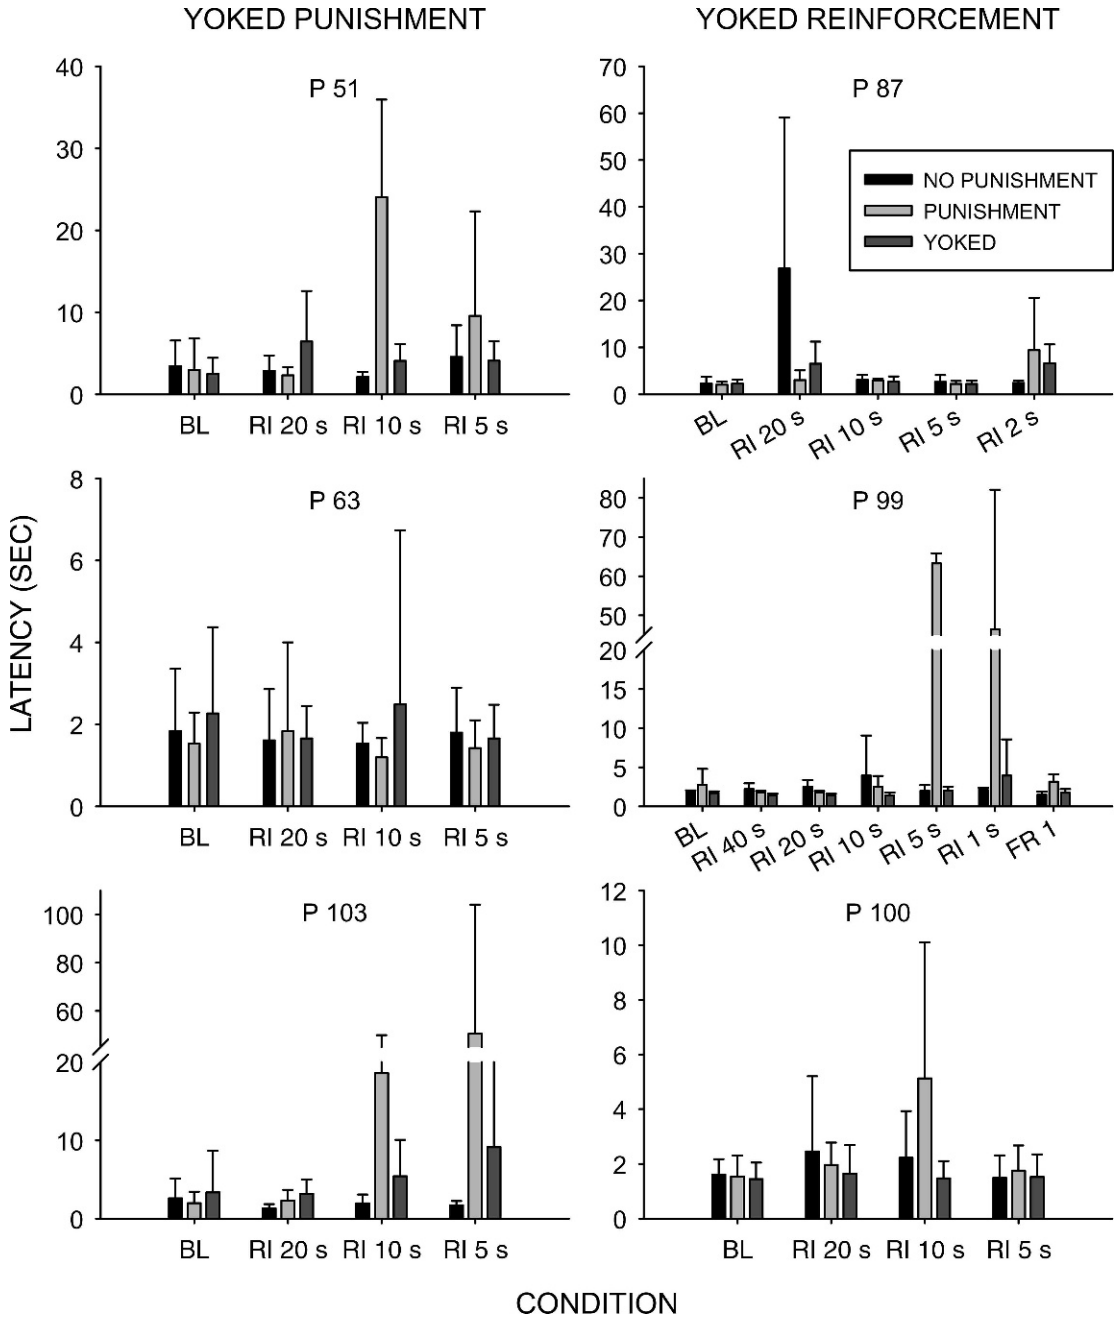 YOKED PUNISHMENT
YOKED REINFORCEMENT
LATENCY (SEC)
P 51
40
30
20
10
0
BL RI 20 s RI 10 s RI 5 s
P 87
70
60
50
40
30
20
10
0
NO PUNISHMENT
PUNISHMENT
YOKED
BL RI 20 s RI 10 s RI 5 s RI 2 s
P 63
8
6
4
2
0
BL RI 20 s RI 10 s RI 5 s
P 99
80
70
60
50
20
15
10
5
0
BL RI 40 s RI 20 s RI 10 s RI 5 s RI 1 s FR 1
P 103
100
80
60
20
10
0
BL RI 20 s RI 10 s RI 5 s
P 100
12
10
8
6
4
2
0
BL RI 20 s RI 10 s RI 5 s
CONDITION